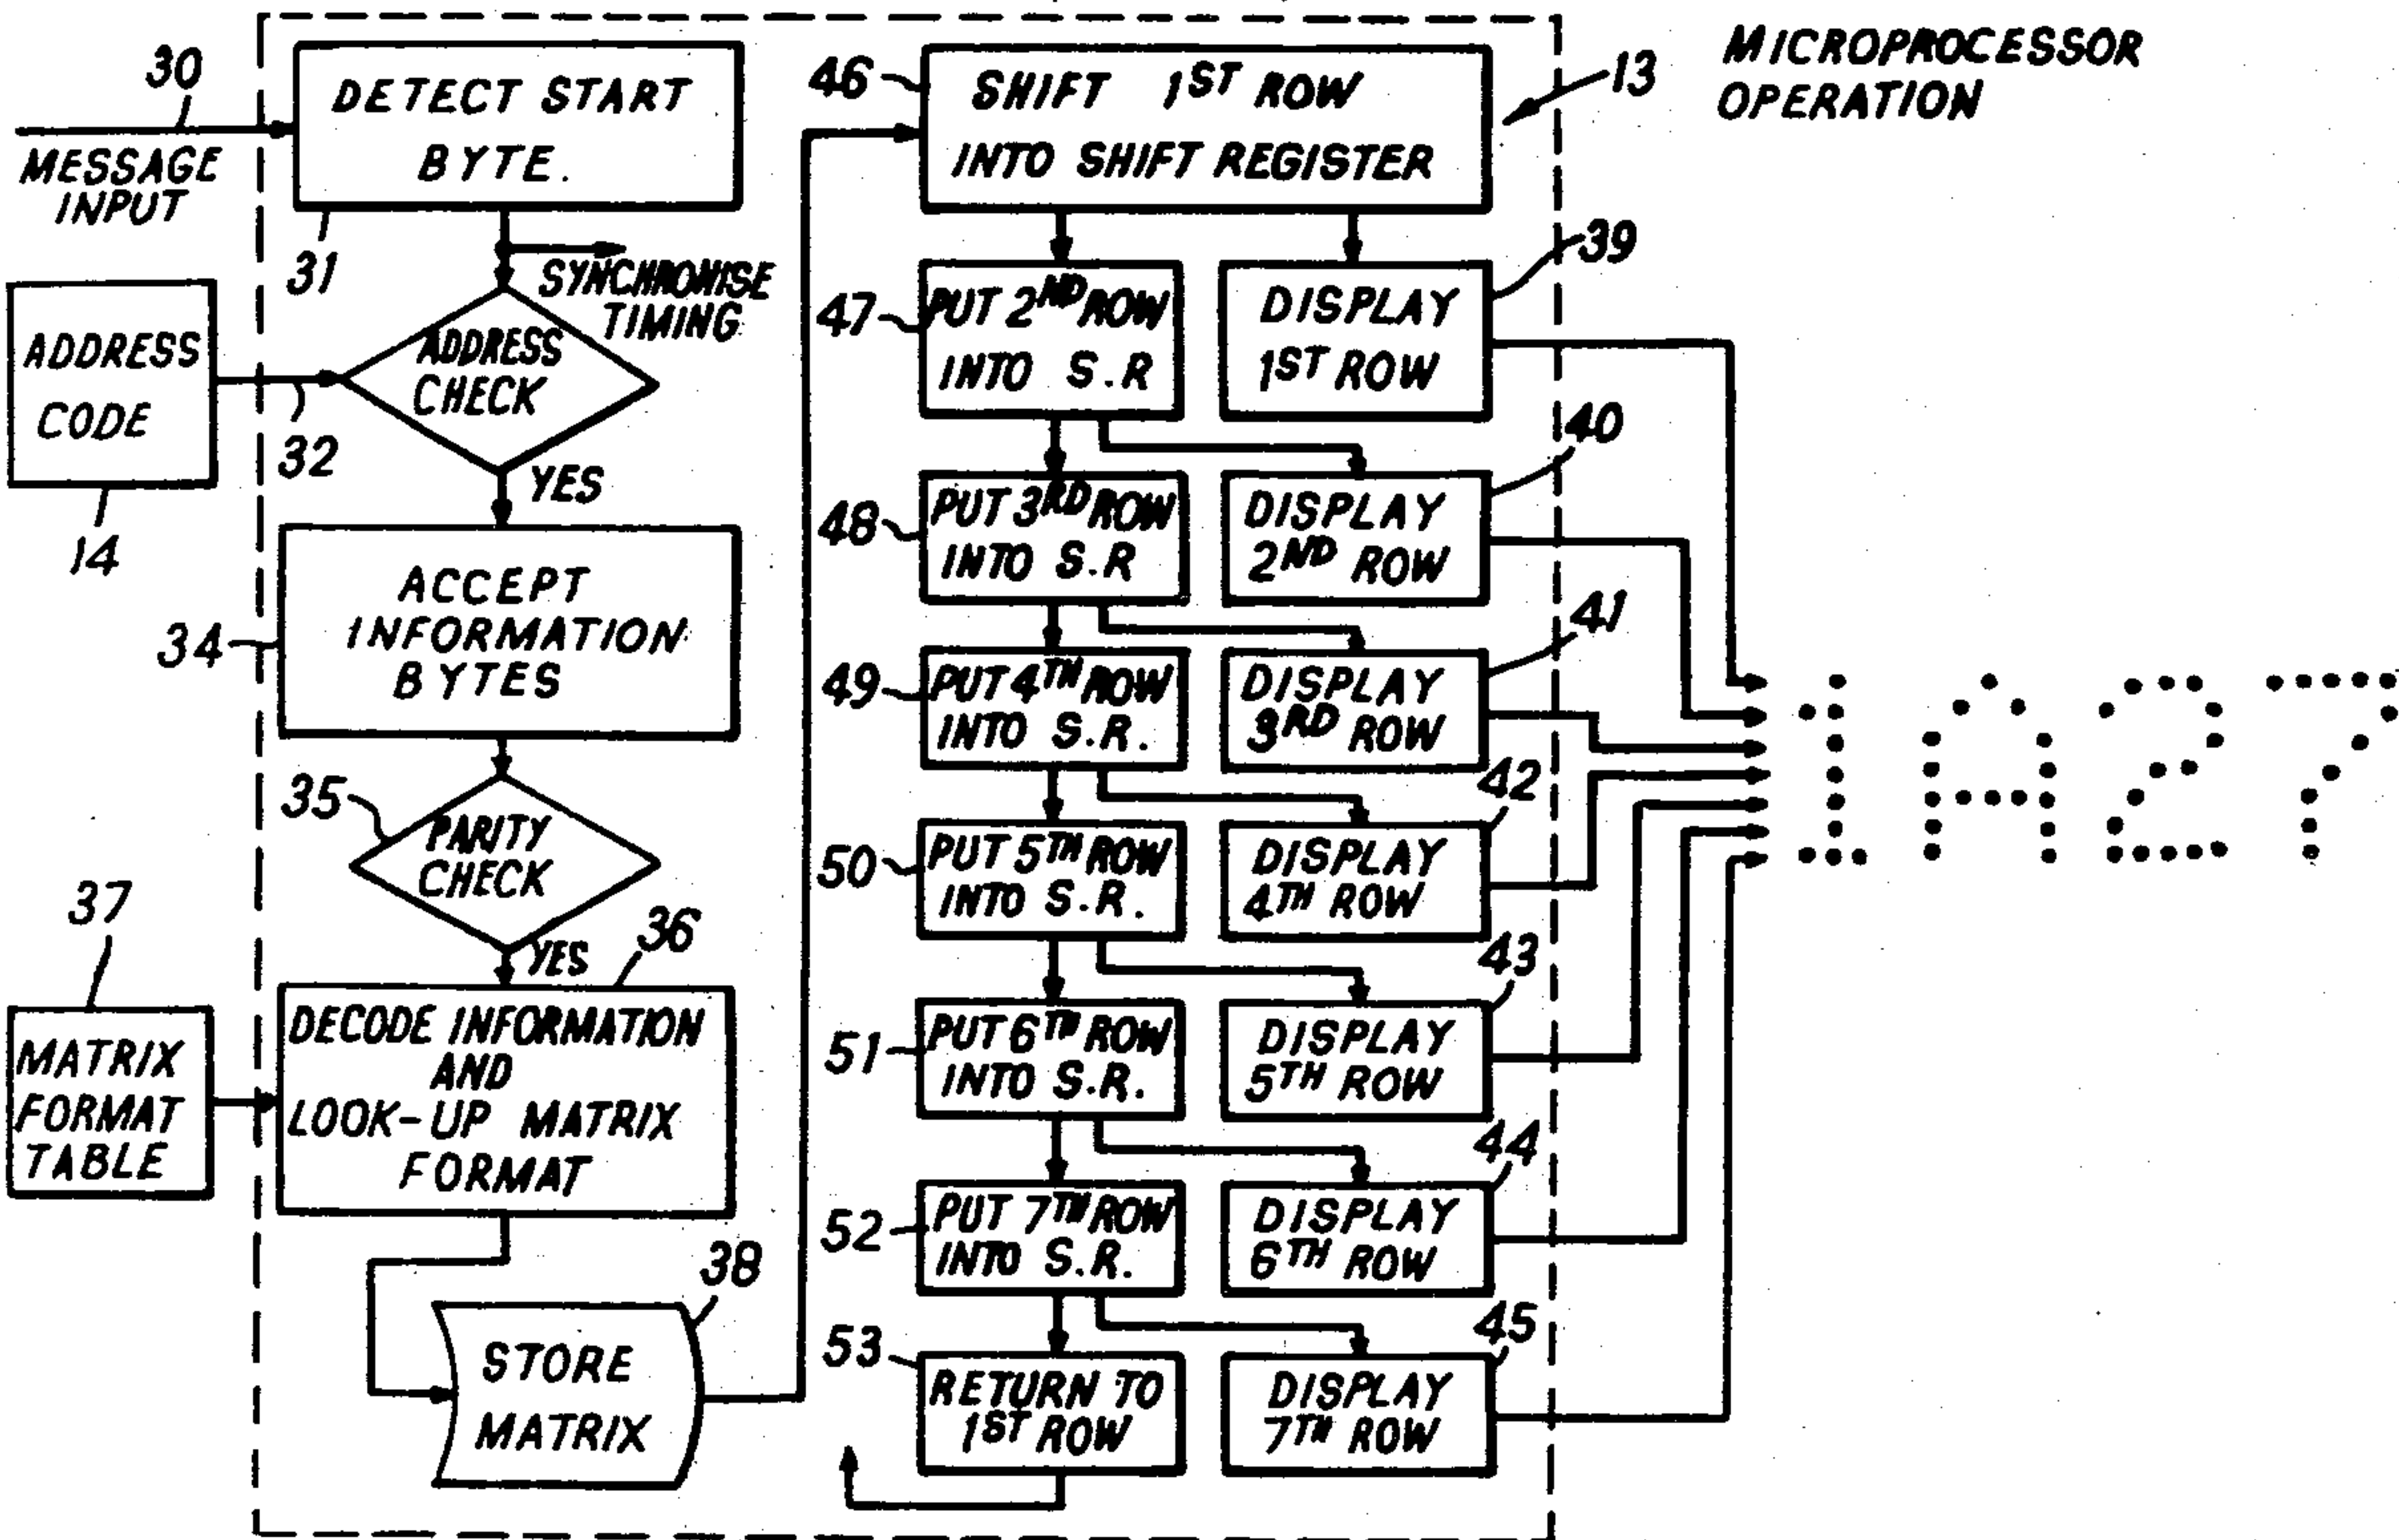 MICROPROCESSOR
OPERATION
13
30
MESSAGE
INPUT
DETECT START
BYTE.
31
SYNCHRONISE
TIMING
ADDRESS
CODE
14
32
ADDRESS
CHECK
YES
34
ACCEPT
INFORMATION
BYTES
35
PARITY
CHECK
YES
36
37
MATRIX
FORMAT
TABLE
DECODE INFORMATION
AND
LOOK-UP MATRIX
FORMAT
38
STORE
MATRIX
46
SHIFT 1ST ROW
INTO SHIFT REGISTER
47
PUT 2ND ROW
INTO S.R
39
DISPLAY
1ST ROW
48
PUT 3RD ROW
INTO S.R
40
DISPLAY
2ND ROW
49
PUT 4TH ROW
INTO S.R.
41
DISPLAY
3RD ROW
50
PUT 5TH ROW
INTO S.R.
42
DISPLAY
4TH ROW
51
PUT 6TH ROW
INTO S.R.
43
DISPLAY
5TH ROW
52
PUT 7TH ROW
INTO S.R.
44
DISPLAY
6TH ROW
53
RETURN TO
1ST ROW
45
DISPLAY
7TH ROW
1A27